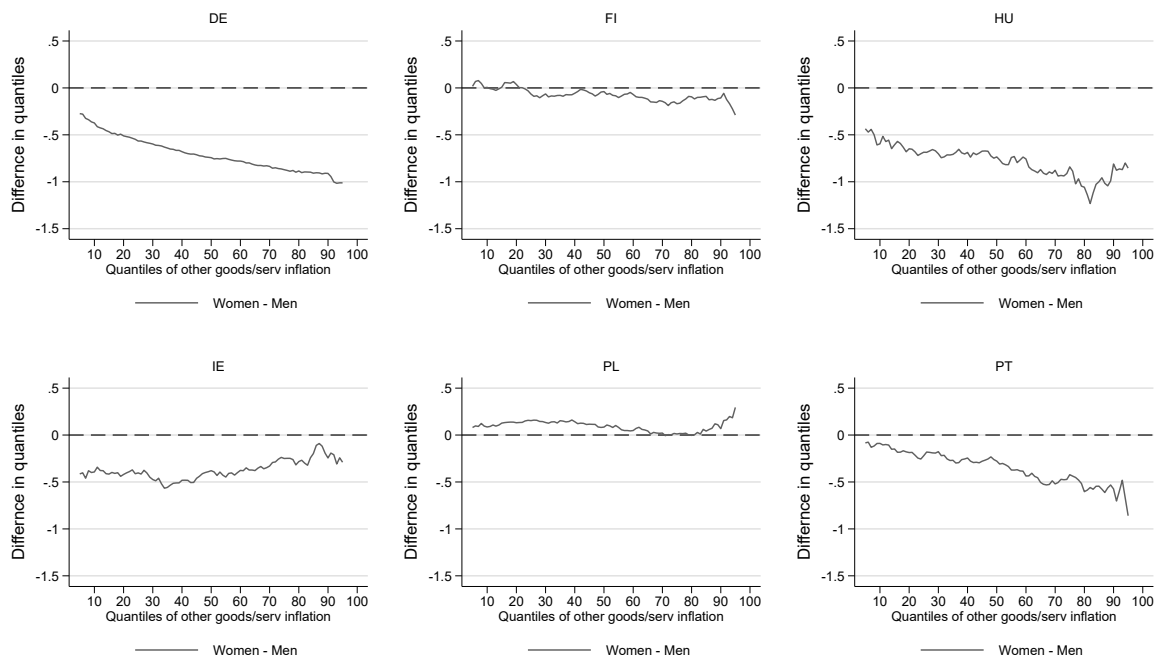 DE
.5
0
-.5
-1
-1.5
Differnce in quantiles
10 20 30 40 50 60 70 80 90 100
Quantiles of other goods/serv inflation
Women - Men
FI
.5
0
-.5
-1
-1.5
Differnce in quantiles
10 20 30 40 50 60 70 80 90 100
Quantiles of other goods/serv inflation
Women - Men
HU
.5
0
-.5
-1
-1.5
Differnce in quantiles
10 20 30 40 50 60 70 80 90 100
Quantiles of other goods/serv inflation
Women - Men
IE
.5
0
-.5
-1
-1.5
Differnce in quantiles
10 20 30 40 50 60 70 80 90 100
Quantiles of other goods/serv inflation
Women - Men
PL
.5
0
-.5
-1
-1.5
Differnce in quantiles
10 20 30 40 50 60 70 80 90 100
Quantiles of other goods/serv inflation
Women - Men
PT
.5
0
-.5
-1
-1.5
Differnce in quantiles
10 20 30 40 50 60 70 80 90 100
Quantiles of other goods/serv inflation
Women - Men